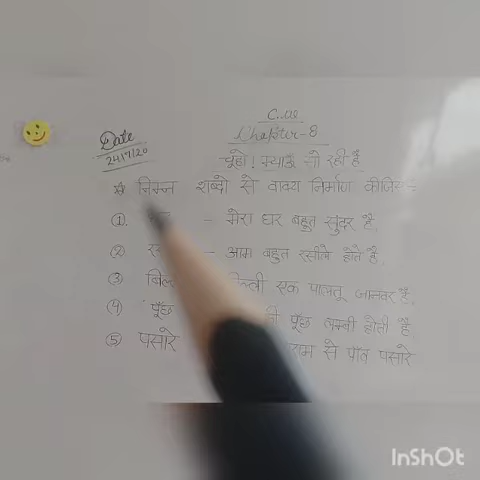 C.W
Date
24/7/20
Chapter-8
चूहो! म्याऊँ सो रही है
निम्न शब्दो से वाक्य निर्माण कीजिए-
①. - मेरा घर बहुत सुंदर है.
② - आम बहुत रसीले होते है.
③ एक पालतू जानवर है.
④ पूँछ पूँछ लम्बी होती है.
⑤ पसारे से पाँव पसारे
InShOt